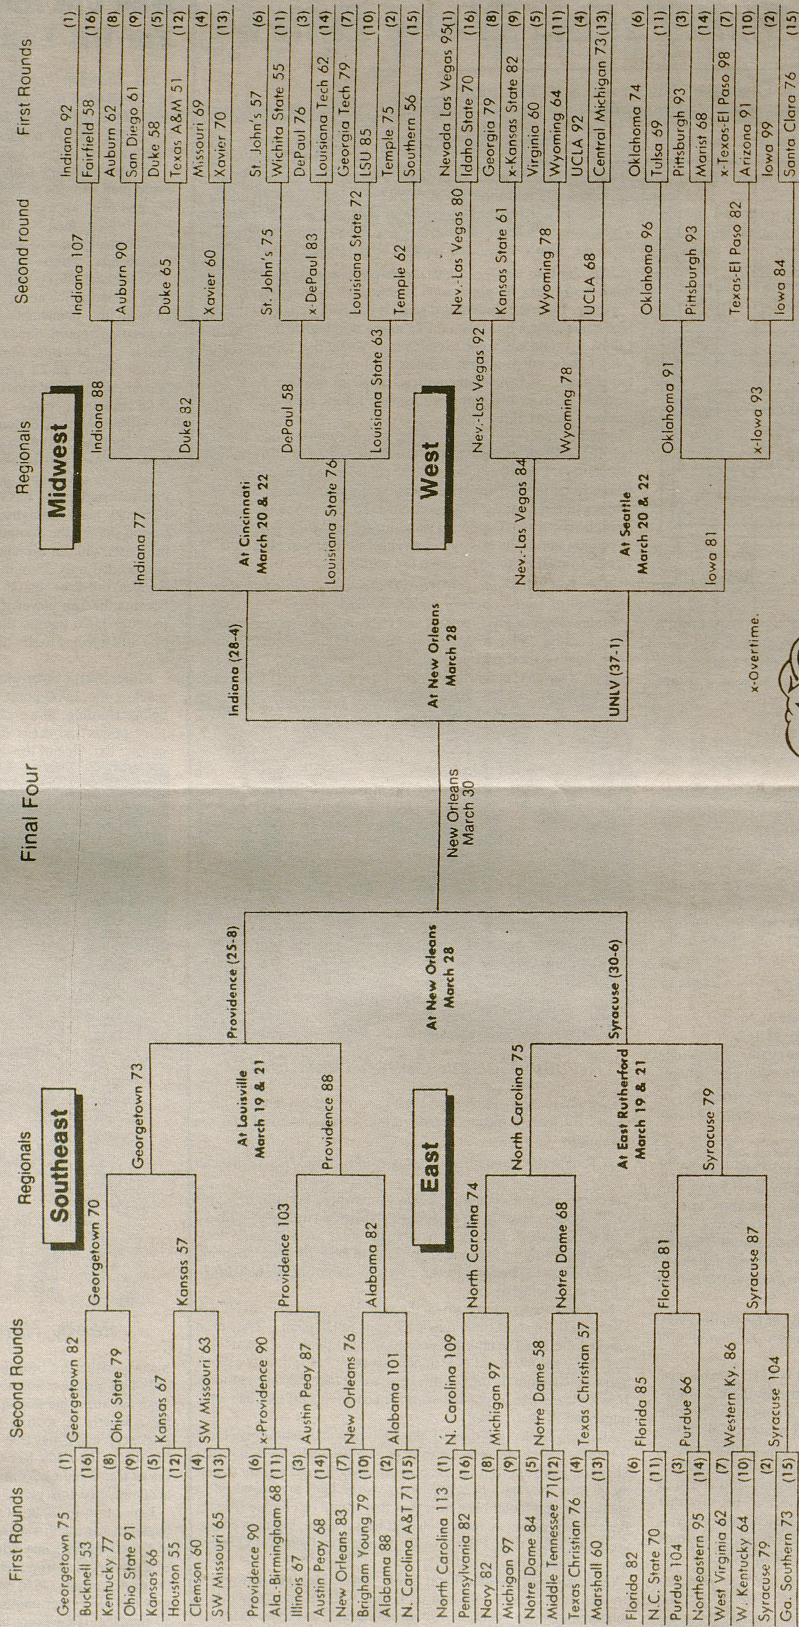 First Rounds
Second Rounds
Regionals
Final Four
Regionals
Second round
First Rounds
Southeast
Georgetown 75 (1)
Bucknell 53 (16)
Kentucky 77 (8)
Ohio State 91 (9)
Kansas 66 (5)
Houston 55 (12)
Clemson 60 (4)
SW Missouri 65 (13)
Providence 90 (6)
Ala.-Birmingham 68 (11)
Illinois 67 (3)
Austin Peay 68 (14)
New Orleans 83 (7)
Brigham Young 79 (10)
Alabama 88 (2)
N. Carolina A&T 71 (15)
Georgetown 82
Ohio State 79
Kansas 67
SW Missouri 63
x-Providence 90
Austin Peay 87
New Orleans 76
Alabama 101
Georgetown 70
Kansas 57
Providence 103
Alabama 82
Georgetown 73
Providence 88
At Louisville
March 19 & 21
Providence (25-8)
East
North Carolina 113 (1)
Pennsylvania 82 (16)
Navy 82 (8)
Michigan 97 (9)
Notre Dame 84 (5)
Middle Tennessee 71 (12)
Texas Christian 76 (4)
Marshall 60 (13)
Florida 82 (6)
N.C. State 70 (11)
Purdue 104 (3)
Northeastern 95 (14)
West Virginia 62 (7)
W. Kentucky 64 (10)
Syracuse 79 (2)
Ga. Southern 73 (15)
N. Carolina 109
Michigan 97
Notre Dame 58
Texas Christian 57
Florida 85
Purdue 66
Western Ky. 86
Syracuse 104
North Carolina 74
Notre Dame 68
Florida 81
Syracuse 87
North Carolina 75
Syracuse 79
At East Rutherford
March 19 & 21
Syracuse (30-6)
At New Orleans
March 28
New Orleans
March 30
At New Orleans
March 28
Midwest
Indiana (28-4)
At Cincinnati
March 20 & 22
Indiana 77
Louisiana State 76
Indiana 88
Duke 82
DePaul 58
Louisiana State 63
Indiana 107
Auburn 90
Duke 65
Xavier 60
St. John's 75
x-DePaul 83
Louisiana State 72
Temple 62
Indiana 92 (1)
Fairfield 58 (16)
Auburn 62 (8)
San Diego 61 (9)
Duke 58 (5)
Texas A&M 51 (12)
Missouri 69 (4)
Xavier 70 (13)
St. John's 57 (6)
Wichita State 55 (11)
DePaul 76 (3)
Louisiana Tech 62 (14)
Georgia Tech 79 (7)
LSU 85 (10)
Temple 75 (2)
Southern 56 (15)
West
UNLV (37-1)
At Seattle
March 20 & 22
Nev.-Las Vegas 84
Iowa 81
Nev.-Las Vegas 92
Wyoming 78
Oklahoma 91
x-Iowa 93
Nev.-Las Vegas 80
Kansas State 61
Wyoming 78
UCLA 68
Oklahoma 96
Pittsburgh 93
Texas-El Paso 82
Iowa 84
Nevada Las Vegas 95(1)
Idaho State 70 (16)
Georgia 79 (8)
x-Kansas State 82 (9)
Virginia 60 (5)
Wyoming 64 (11)
UCLA 92 (4)
Central Michigan 73 (13)
Oklahoma 74 (6)
Tulsa 69 (11)
Pittsburgh 93 (3)
Marist 68 (14)
x-Texas-El Paso 98 (7)
Arizona 91 (10)
Iowa 99 (2)
Santa Clara 76 (15)
x-Overtime.